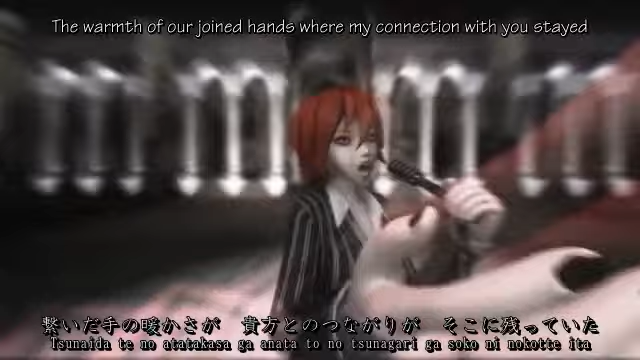 The warmth of our joined hands where my connection with you stayed
繋いだ手の暖かさが 貴方とのつながりが そこに残っていた
Tsunaida te no atatakasa ga anata to no tsunagari ga soko ni nokotte ita